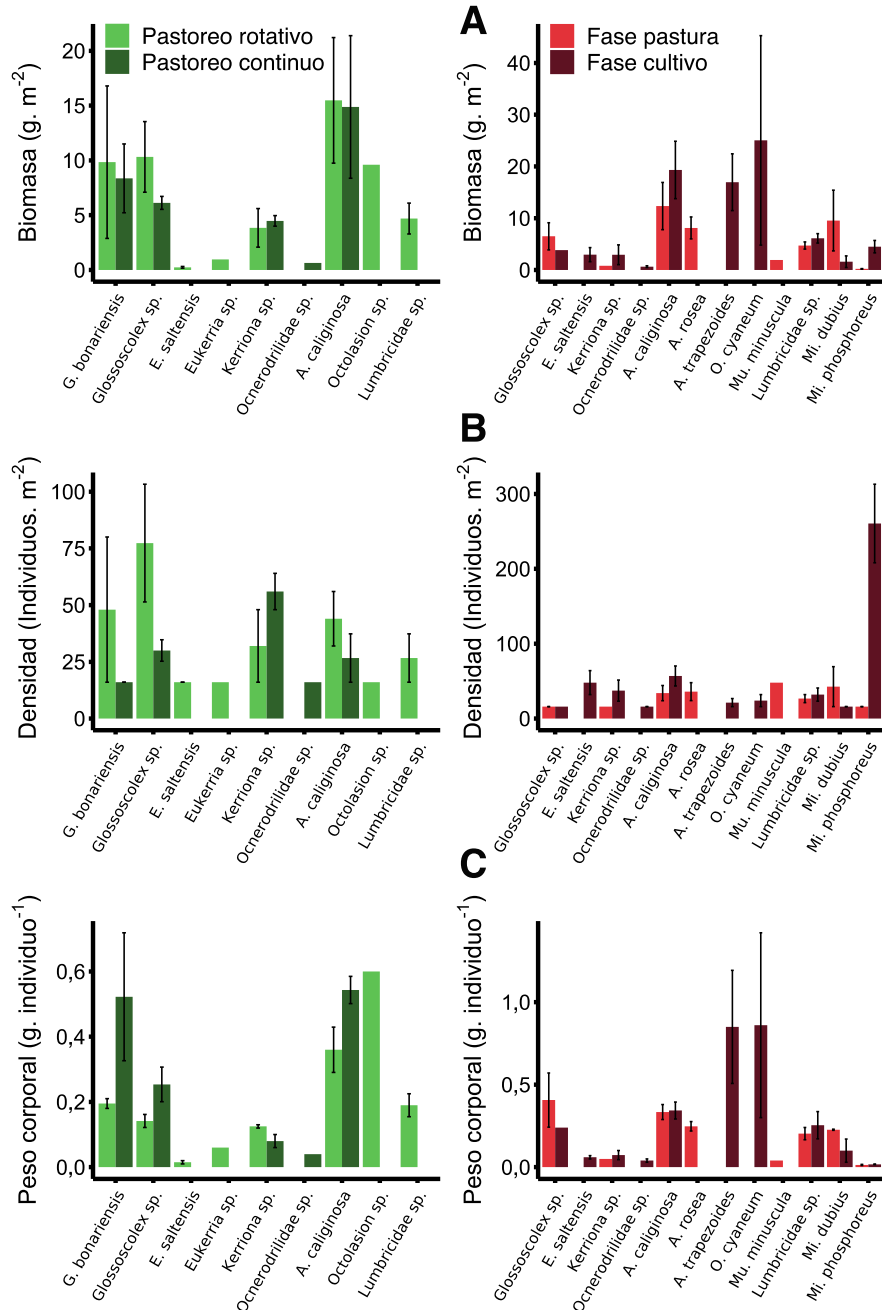 A
Pastoreo rotativo
Pastoreo continuo
Biomasa (g. m-2)
20
15
10
5
0
G. bonariensis
Glossoscolex sp.
E. saltensis
Eukerria sp.
Kerriona sp.
Ocnerodrilidae sp.
A. caliginosa
Octolasion sp.
Lumbricidae sp.
Fase pastura
Fase cultivo
Biomasa (g. m-2)
40
30
20
10
0
Glossoscolex sp.
E. saltensis
Kerriona sp.
Ocnerodrilidae sp.
A. caliginosa
A. rosea
A. trapezoides
O. cyaneum
Mu. minuscula
Lumbricidae sp.
Mi. dubius
Mi. phosphoreus
B
Densidad (Individuos. m-2)
100
75
50
25
0
G. bonariensis
Glossoscolex sp.
E. saltensis
Eukerria sp.
Kerriona sp.
Ocnerodrilidae sp.
A. caliginosa
Octolasion sp.
Lumbricidae sp.
Densidad (Individuos. m-2)
300
200
100
0
Glossoscolex sp.
E. saltensis
Kerriona sp.
Ocnerodrilidae sp.
A. caliginosa
A. rosea
A. trapezoides
O. cyaneum
Mu. minuscula
Lumbricidae sp.
Mi. dubius
Mi. phosphoreus
C
Peso corporal (g. individuo-1)
0,6
0,4
0,2
0,0
G. bonariensis
Glossoscolex sp.
E. saltensis
Eukerria sp.
Kerriona sp.
Ocnerodrilidae sp.
A. caliginosa
Octolasion sp.
Lumbricidae sp.
Peso corporal (g. individuo-1)
1,0
0,5
0,0
Glossoscolex sp.
E. saltensis
Kerriona sp.
Ocnerodrilidae sp.
A. caliginosa
A. rosea
A. trapezoides
O. cyaneum
Mu. minuscula
Lumbricidae sp.
Mi. dubius
Mi. phosphoreus